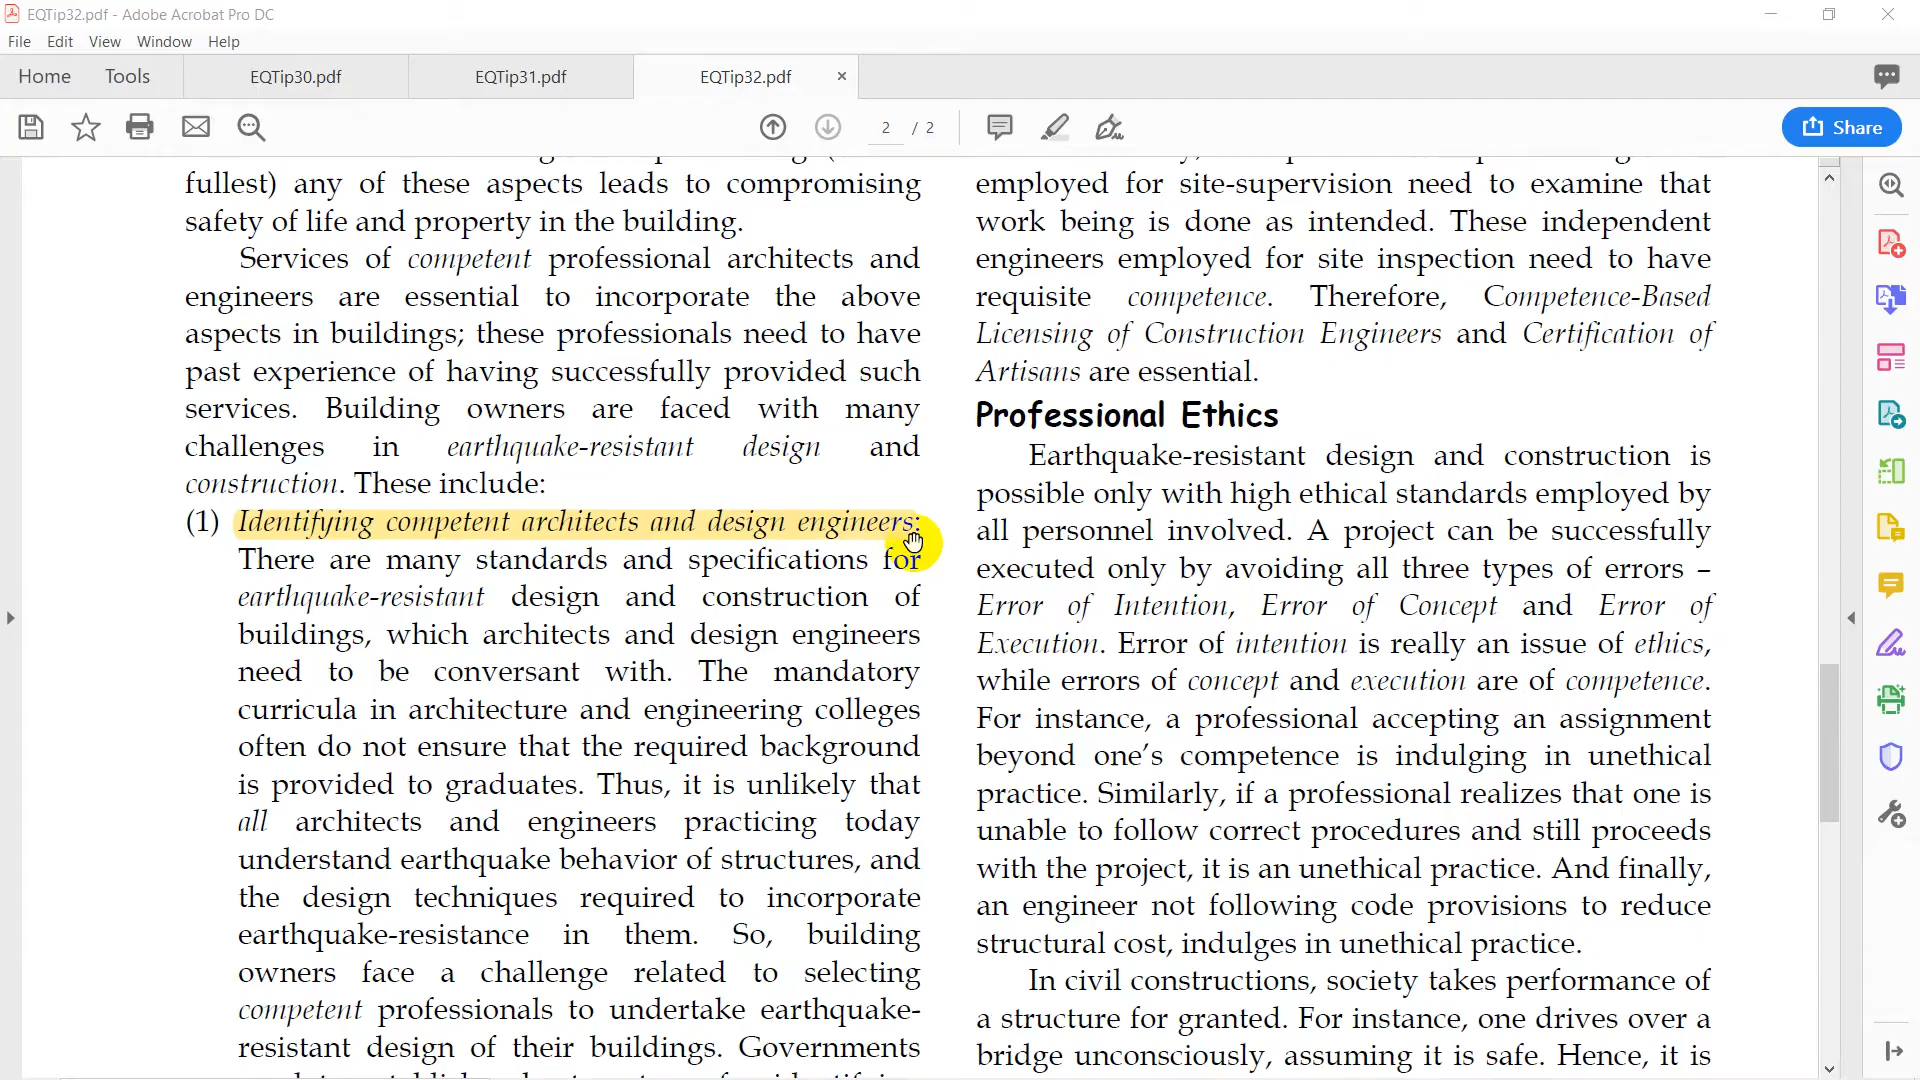 EQTip32.pdf - Adobe Acrobat Pro DC
File Edit View Window Help
Home Tools EQTip30.pdf EQTip31.pdf EQTip32.pdf ×
2 / 2
Share
fullest) any of these aspects leads to compromising
safety of life and property in the building.
Services of competent professional architects and
engineers are essential to incorporate the above
aspects in buildings; these professionals need to have
past experience of having successfully provided such
services. Building owners are faced with many
challenges in earthquake-resistant design and
construction. These include:
(1) Identifying competent architects and design engineers:
There are many standards and specifications for
earthquake-resistant design and construction of
buildings, which architects and design engineers
need to be conversant with. The mandatory
curricula in architecture and engineering colleges
often do not ensure that the required background
is provided to graduates. Thus, it is unlikely that
all architects and engineers practicing today
understand earthquake behavior of structures, and
the design techniques required to incorporate
earthquake-resistance in them. So, building
owners face a challenge related to selecting
competent professionals to undertake earthquake-
resistant design of their buildings. Governments
employed for site-supervision need to examine that
work being is done as intended. These independent
engineers employed for site inspection need to have
requisite competence. Therefore, Competence-Based
Licensing of Construction Engineers and Certification of
Artisans are essential.
Professional Ethics
Earthquake-resistant design and construction is
possible only with high ethical standards employed by
all personnel involved. A project can be successfully
executed only by avoiding all three types of errors –
Error of Intention, Error of Concept and Error of
Execution. Error of intention is really an issue of ethics,
while errors of concept and execution are of competence.
For instance, a professional accepting an assignment
beyond one's competence is indulging in unethical
practice. Similarly, if a professional realizes that one is
unable to follow correct procedures and still proceeds
with the project, it is an unethical practice. And finally,
an engineer not following code provisions to reduce
structural cost, indulges in unethical practice.
In civil constructions, society takes performance of
a structure for granted. For instance, one drives over a
bridge unconsciously, assuming it is safe. Hence, it is